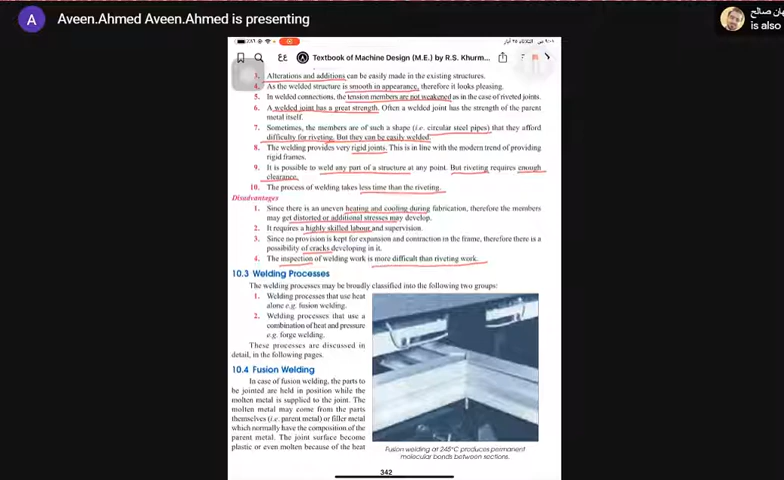 A Aveen.Ahmed Aveen.Ahmed is presenting
هان صالح
is also
Textbook of Machine Design (M.E.) by R.S. Khurm...
3. Alterations and additions can be easily made in the existing structures.
4. As the welded structure is smooth in appearance, therefore it looks pleasing.
5. In welded connections, the tension members are not weakened as in the case of riveted joints.
6. A welded joint has a great strength. Often a welded joint has the strength of the parent
metal itself.
7. Sometimes, the members are of such a shape (i.e. circular steel pipes) that they afford
difficulty for riveting. But they can be easily welded.
8. The welding provides very rigid joints. This is in line with the modern trend of providing
rigid frames.
9. It is possible to weld any part of a structure at any point. But riveting requires enough
clearance.
10. The process of welding takes less time than the riveting.
Disadvantages
1. Since there is an uneven heating and cooling during fabrication, therefore the members
may get distorted or additional stresses may develop.
2. It requires a highly skilled labour and supervision.
3. Since no provision is kept for expansion and contraction in the frame, therefore there is a
possibility of cracks developing in it.
4. The inspection of welding work is more difficult than riveting work.
10.3 Welding Processes
The welding processes may be broadly classified into the following two groups:
1. Welding processes that use heat
alone e.g. fusion welding.
2. Welding processes that use a
combination of heat and pressure
e.g. forge welding.
These processes are discussed in
detail, in the following pages.
10.4 Fusion Welding
In case of fusion welding, the parts to
be jointed are held in position while the
molten metal is supplied to the joint. The
molten metal may come from the parts
themselves (i.e. parent metal) or filler metal
which normally have the composition of the
parent metal. The joint surface become
plastic or even molten because of the heat
Fusion welding at 245°C produces permanent
molecular bonds between sections.
342